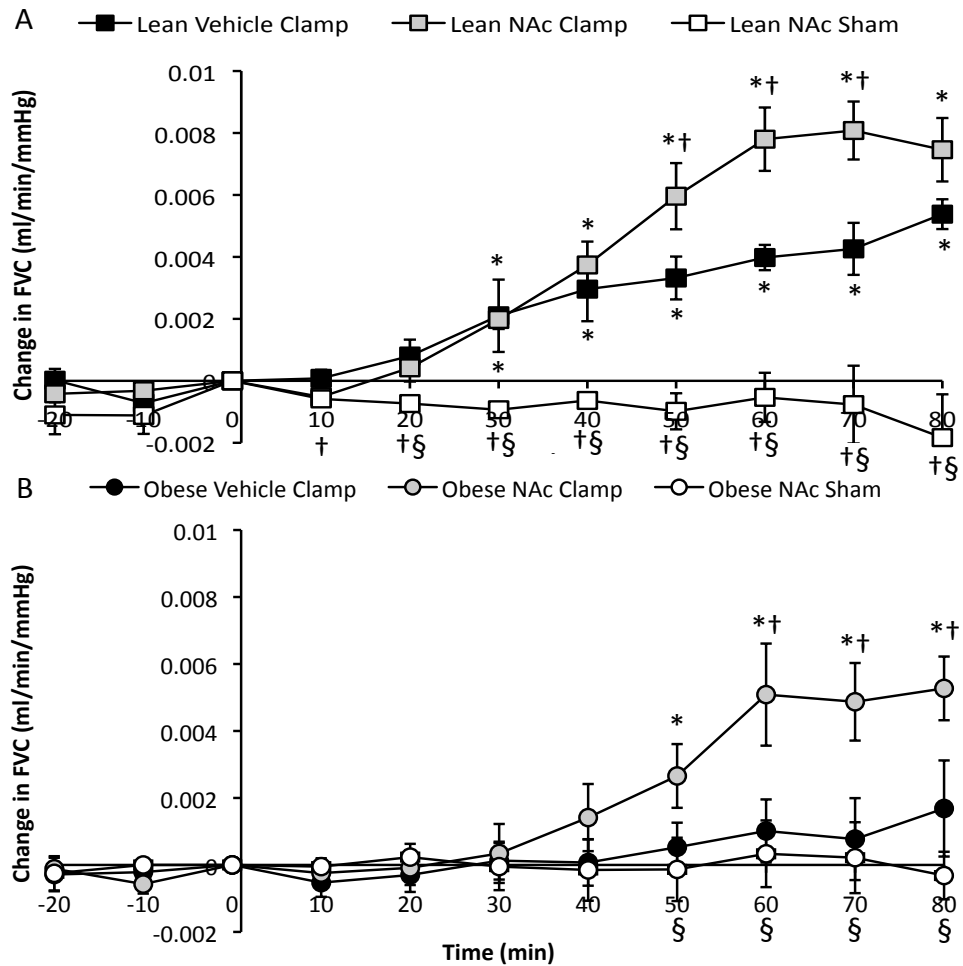 A
Lean Vehicle Clamp Lean NAc Clamp Lean NAc Sham
Change in FVC (ml/min/mmHg)
0.01
*† *† *
0.008
*†
0.006
*
0.004
* *
* * *
0.002
* *
0
-20 -10 0 10 20 30 40 50 60 70 80
-0.002
† †§ †§ †§ †§ †§ †§ †§
B
Obese Vehicle Clamp Obese NAc Clamp Obese NAc Sham
Change in FVC (ml/min/mmHg)
0.01
0.008
*† *† *†
0.006
*
0.004
0.002
0
-20 -10 0 10 20 30 40 50 60 70 80
-0.002
§ § § §
Time (min)